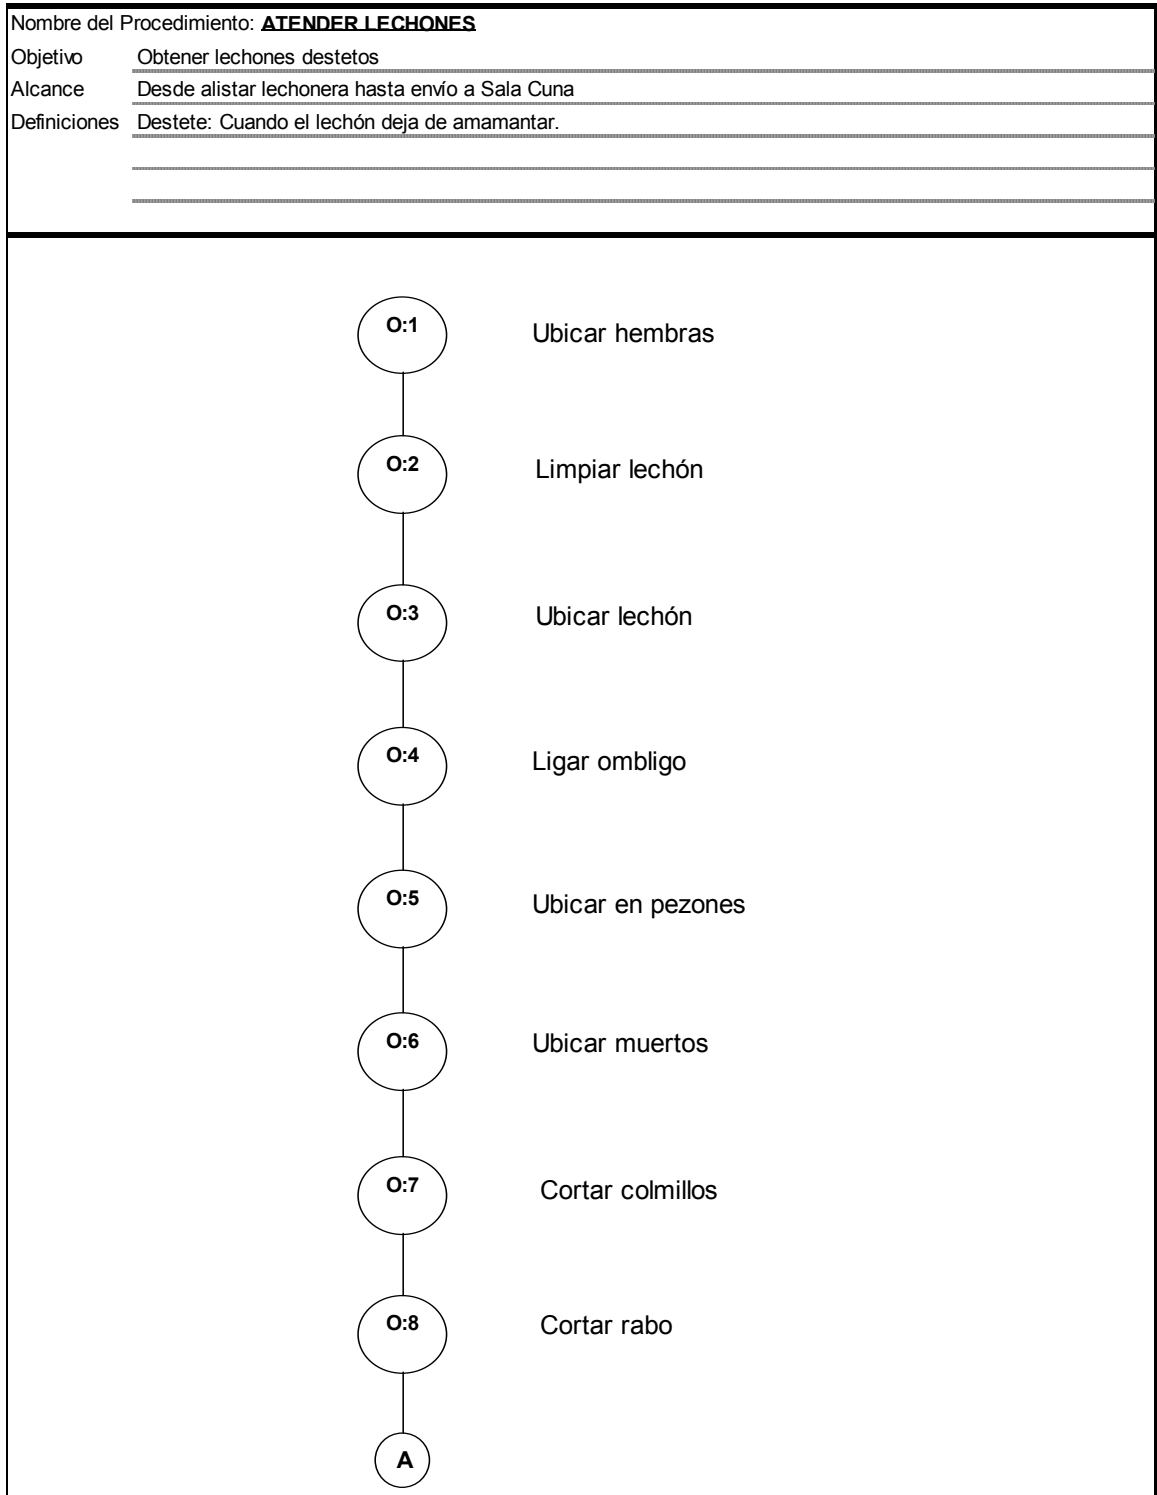 Nombre del Procedimiento: ATENDER LECHONES
Objetivo Obtener lechones destetos
Alcance Desde alistar lechonera hasta envío a Sala Cuna
Definiciones Destete: Cuando el lechón deja de amamantar.
O:1 Ubicar hembras
O:2 Limpiar lechón
O:3 Ubicar lechón
O:4 Ligar ombligo
O:5 Ubicar en pezones
O:6 Ubicar muertos
O:7 Cortar colmillos
O:8 Cortar rabo
A